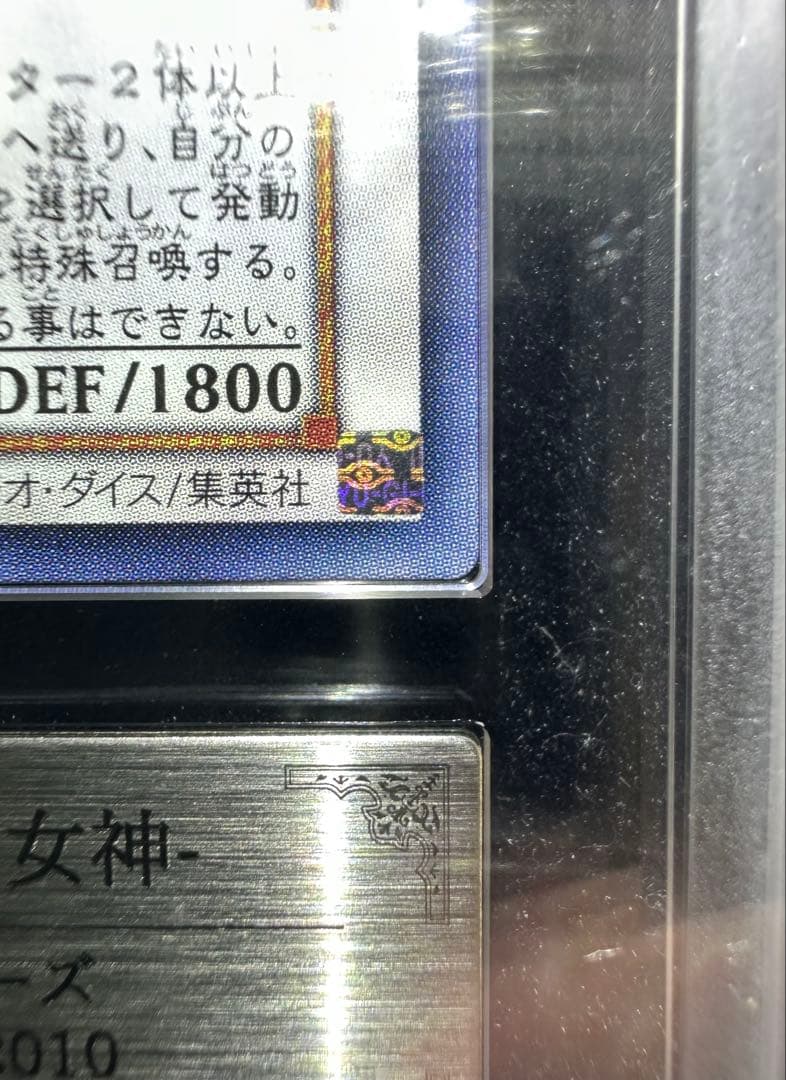 ター2体以上
へ送り、自分の
を選択して発動
特殊召喚する。
る事はできない。
DEF/1800
オ・ダイス/集英社
女神-
ーズ
2010